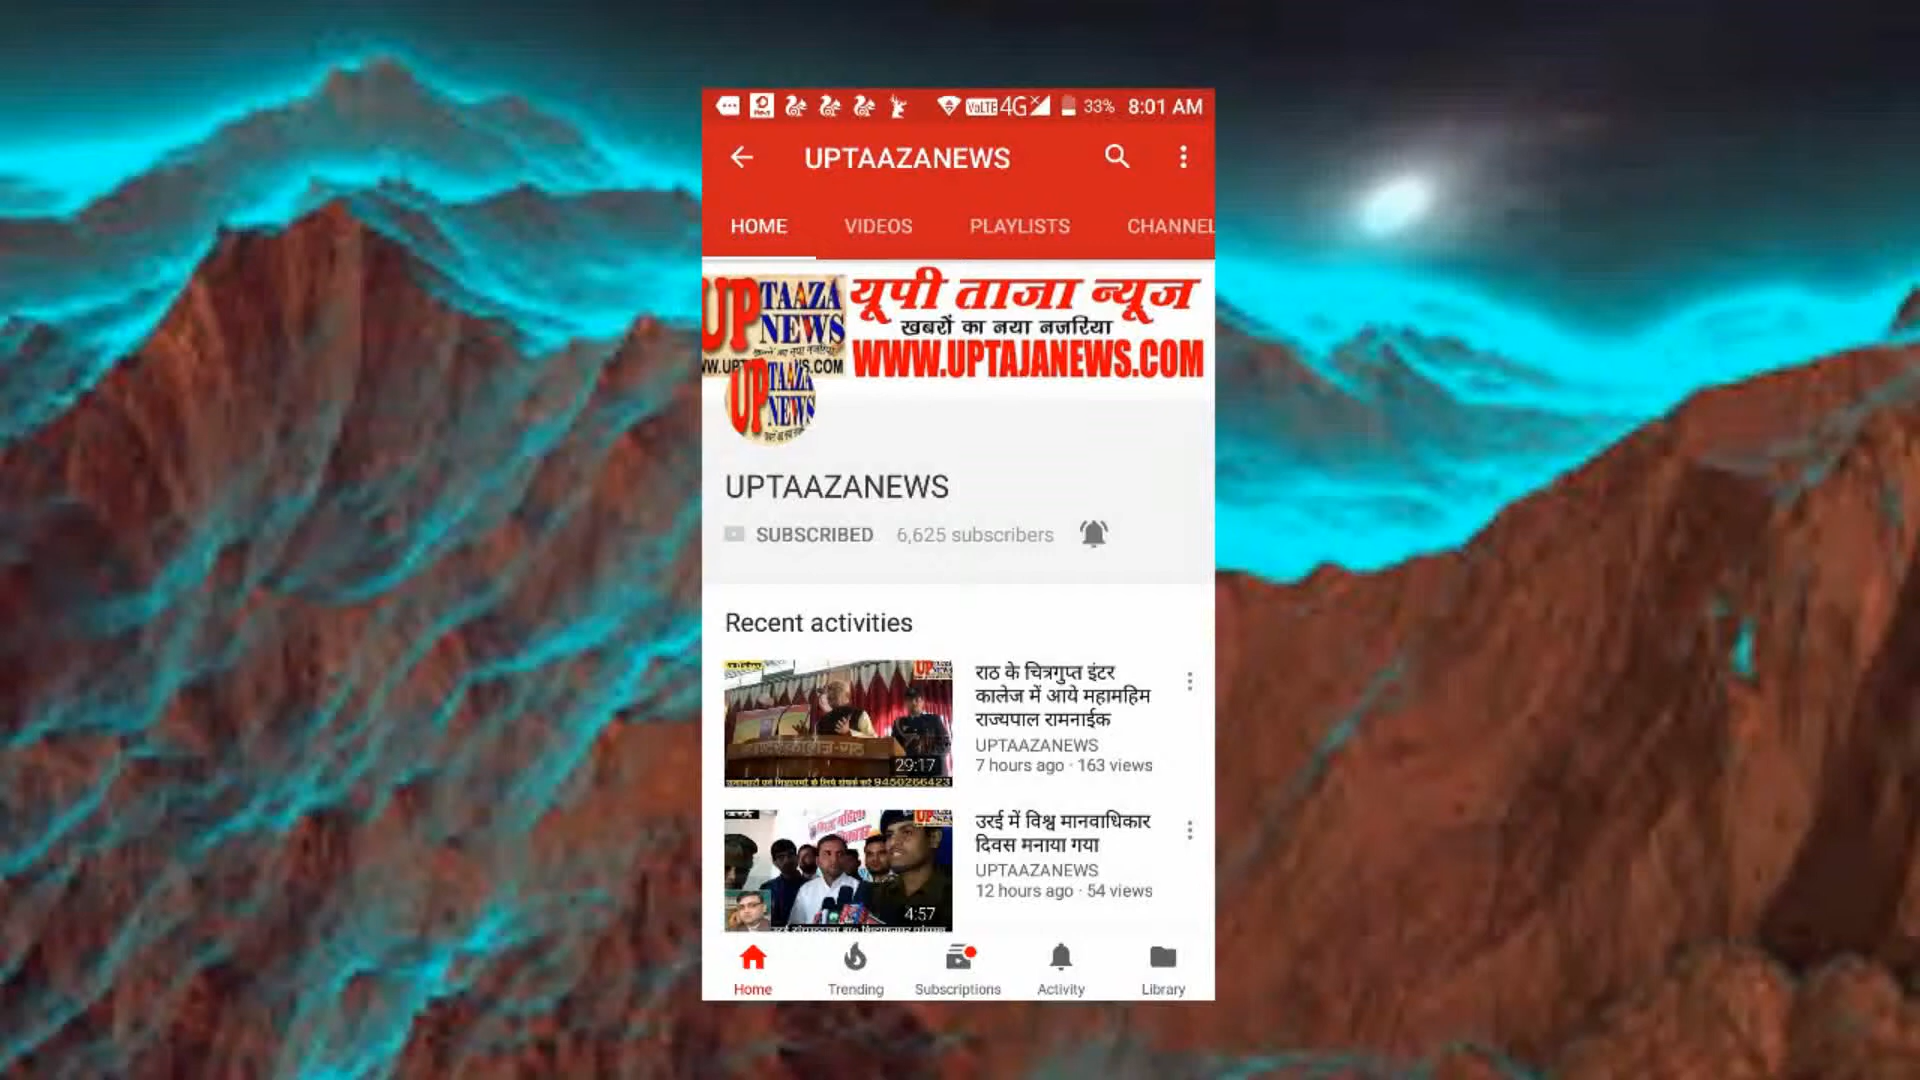 VoLTE 4G 33% 8:01 AM
UPTAAZANEWS
HOME VIDEOS PLAYLISTS CHANNEL
UP TAAZA NEWS
यूपी ताजा न्यूज
खबरों का नया नजरिया
WWW.UPTAJANEWS.COM
UP TAAZA NEWS
UPTAAZANEWS
SUBSCRIBED 6,625 subscribers
Recent activities
राठ के चित्रगुप्त इंटर
कालेज में आये महामहिम
राज्यपाल रामनाईक
UPTAAZANEWS
7 hours ago · 163 views
29:17
उरई में विश्व मानवाधिकार
दिवस मनाया गया
UPTAAZANEWS
12 hours ago · 54 views
4:57
Home Trending Subscriptions Activity Library